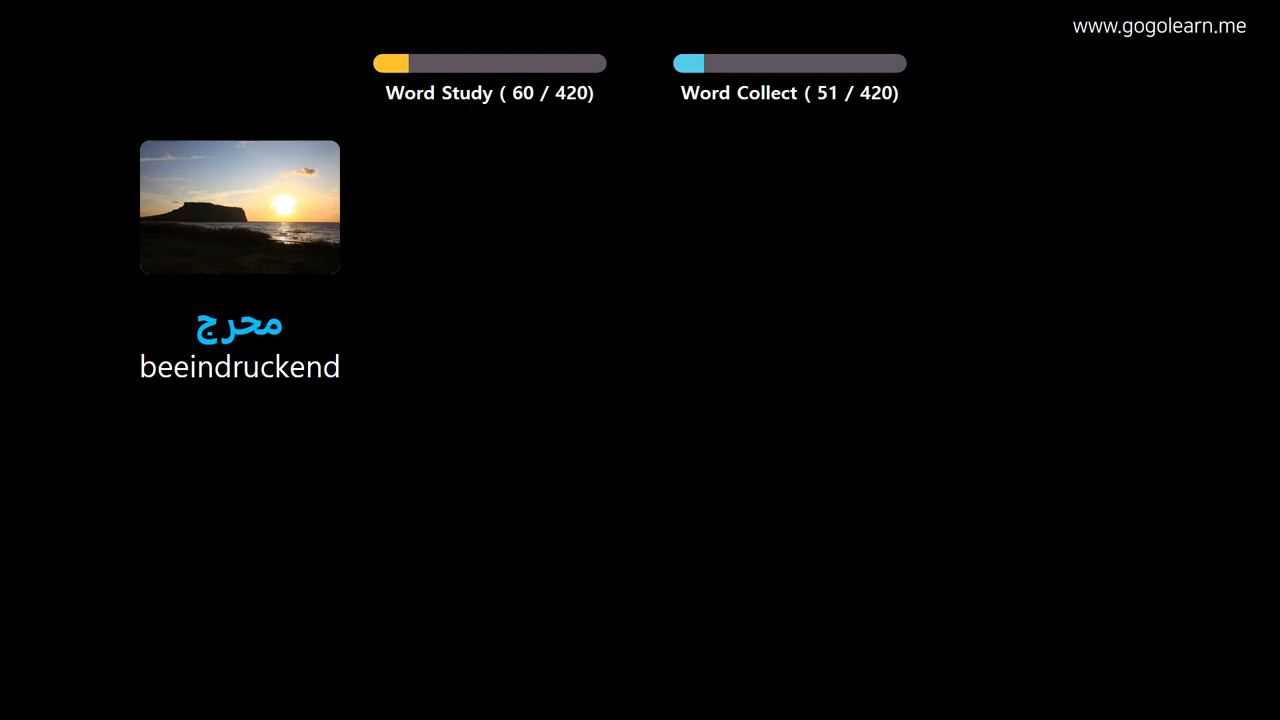 www.gogolearn.me
Word Study ( 60 / 420)
Word Collect ( 51 / 420)
محرج
beeindruckend